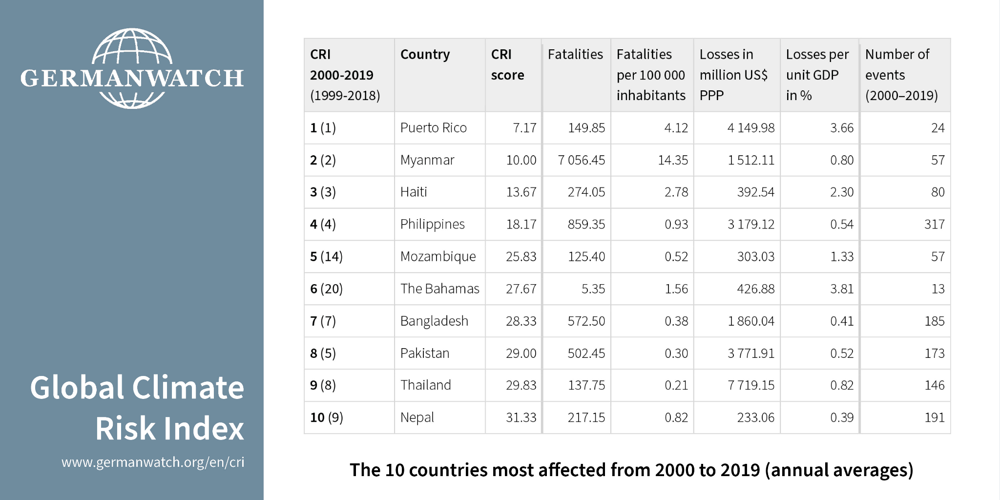 GERMANWATCH
Global Climate
Risk Index
www.germanwatch.org/en/cri
CRI 2000-2019 (1999-2018) Country CRI score Fatalities Fatalities per 100 000 inhabitants Losses in million US$ PPP Losses per unit GDP in % Number of events (2000–2019)
1 (1) Puerto Rico 7.17 149.85 4.12 4 149.98 3.66 24
2 (2) Myanmar 10.00 7 056.45 14.35 1 512.11 0.80 57
3 (3) Haiti 13.67 274.05 2.78 392.54 2.30 80
4 (4) Philippines 18.17 859.35 0.93 3 179.12 0.54 317
5 (14) Mozambique 25.83 125.40 0.52 303.03 1.33 57
6 (20) The Bahamas 27.67 5.35 1.56 426.88 3.81 13
7 (7) Bangladesh 28.33 572.50 0.38 1 860.04 0.41 185
8 (5) Pakistan 29.00 502.45 0.30 3 771.91 0.52 173
9 (8) Thailand 29.83 137.75 0.21 7 719.15 0.82 146
10 (9) Nepal 31.33 217.15 0.82 233.06 0.39 191
The 10 countries most affected from 2000 to 2019 (annual averages)